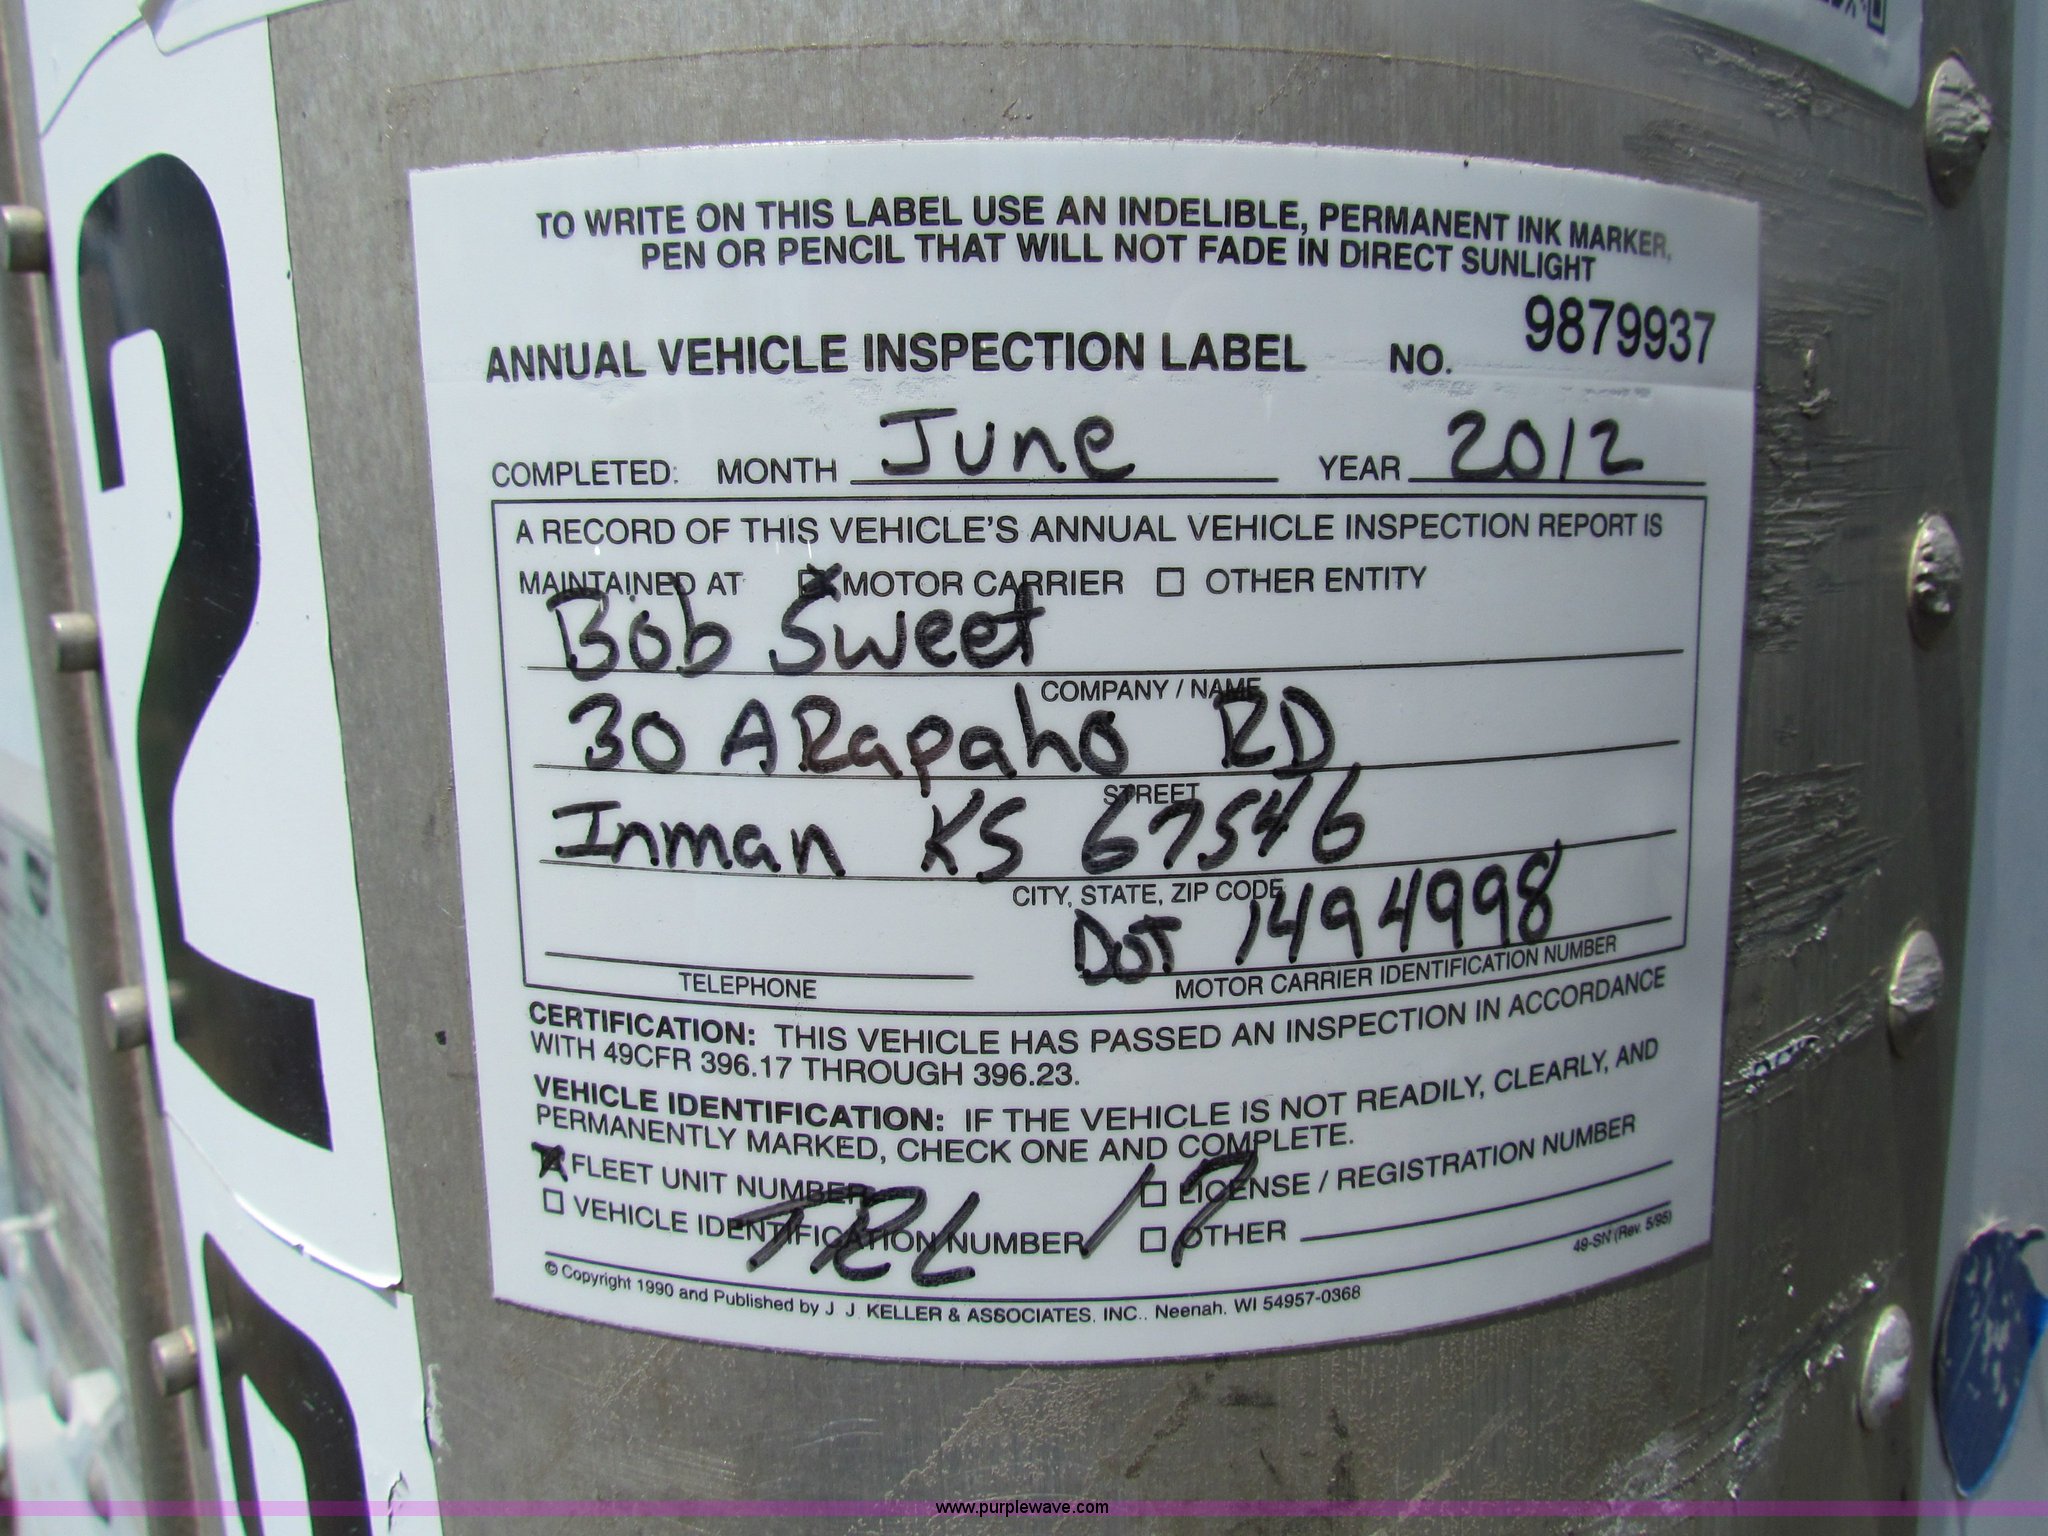 TO WRITE ON THIS LABEL USE AN INDELIBLE, PERMANENT INK MARKER,
PEN OR PENCIL THAT WILL NOT FADE IN DIRECT SUNLIGHT
ANNUAL VEHICLE INSPECTION LABEL NO. 9879937
COMPLETED: MONTH June YEAR 2012
A RECORD OF THIS VEHICLE'S ANNUAL VEHICLE INSPECTION REPORT IS
MAINTAINED AT MOTOR CARRIER OTHER ENTITY
Bob Sweet
COMPANY / NAME
30 ARapaho RD
STREET
Inman KS 67546
CITY, STATE, ZIP CODE
DOT 1494998
TELEPHONE MOTOR CARRIER IDENTIFICATION NUMBER
CERTIFICATION: THIS VEHICLE HAS PASSED AN INSPECTION IN ACCORDANCE
WITH 49CFR 396.17 THROUGH 396.23.
VEHICLE IDENTIFICATION: IF THE VEHICLE IS NOT READILY, CLEARLY, AND
PERMANENTLY MARKED, CHECK ONE AND COMPLETE.
FLEET UNIT NUMBER LICENSE / REGISTRATION NUMBER
TRL 17
VEHICLE IDENTIFICATION NUMBER OTHER
49-SN (Rev. 5/95)
© Copyright 1990 and Published by J. J. KELLER & ASSOCIATES, INC., Neenah, WI 54957-0368
2
www.purplewave.com